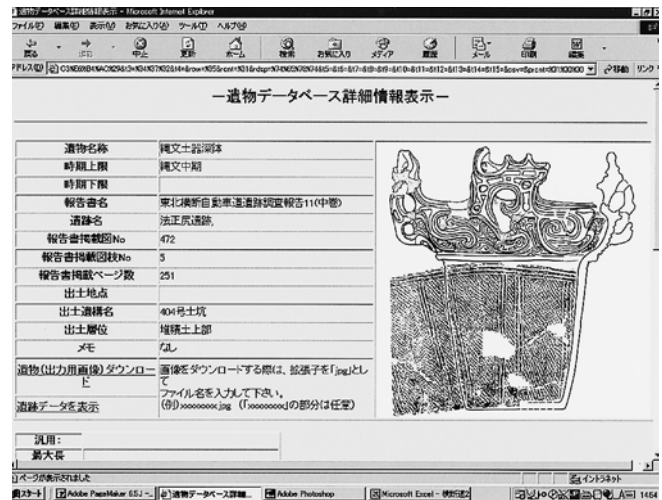 遺物データベース詳細情報表示 - Microsoft Internet Explorer
ファイル(F) 編集(E) 表示(V) お気に入り(A) ツール(T) ヘルプ(H)
戻る 進む 中止 更新 ホーム 検索 お気に入り メディア 履歴 メール 印刷 編集
アドレス(D)
移動 リンク
－遺物データベース詳細情報表示－
遺物名称 縄文土器深鉢
時期上限 縄文中期
時期下限
報告書名 東北横断自動車道遺跡調査報告11(中巻)
遺跡名 法正尻遺跡,
報告書掲載図No 472
報告書掲載図枝No 5
報告書掲載ページ数 251
出土地点
出土遺構名 404号土坑
出土層位 堆積土上部
メモ なし
遺物(出力用画像)ダウンロード
画像をダウンロードする際は、拡張子を「jpg」として
ファイル名を入力して下さい。
(例)xxxxxxxx.jpg (「xxxxxxxx」の部分は任意)
遺跡データを表示
汎用:
最大長
ページが表示されました
イントラネット
スタート Adobe PageMaker 6.5J - 遺物データベース詳細... Adobe Photoshop Microsoft Excel